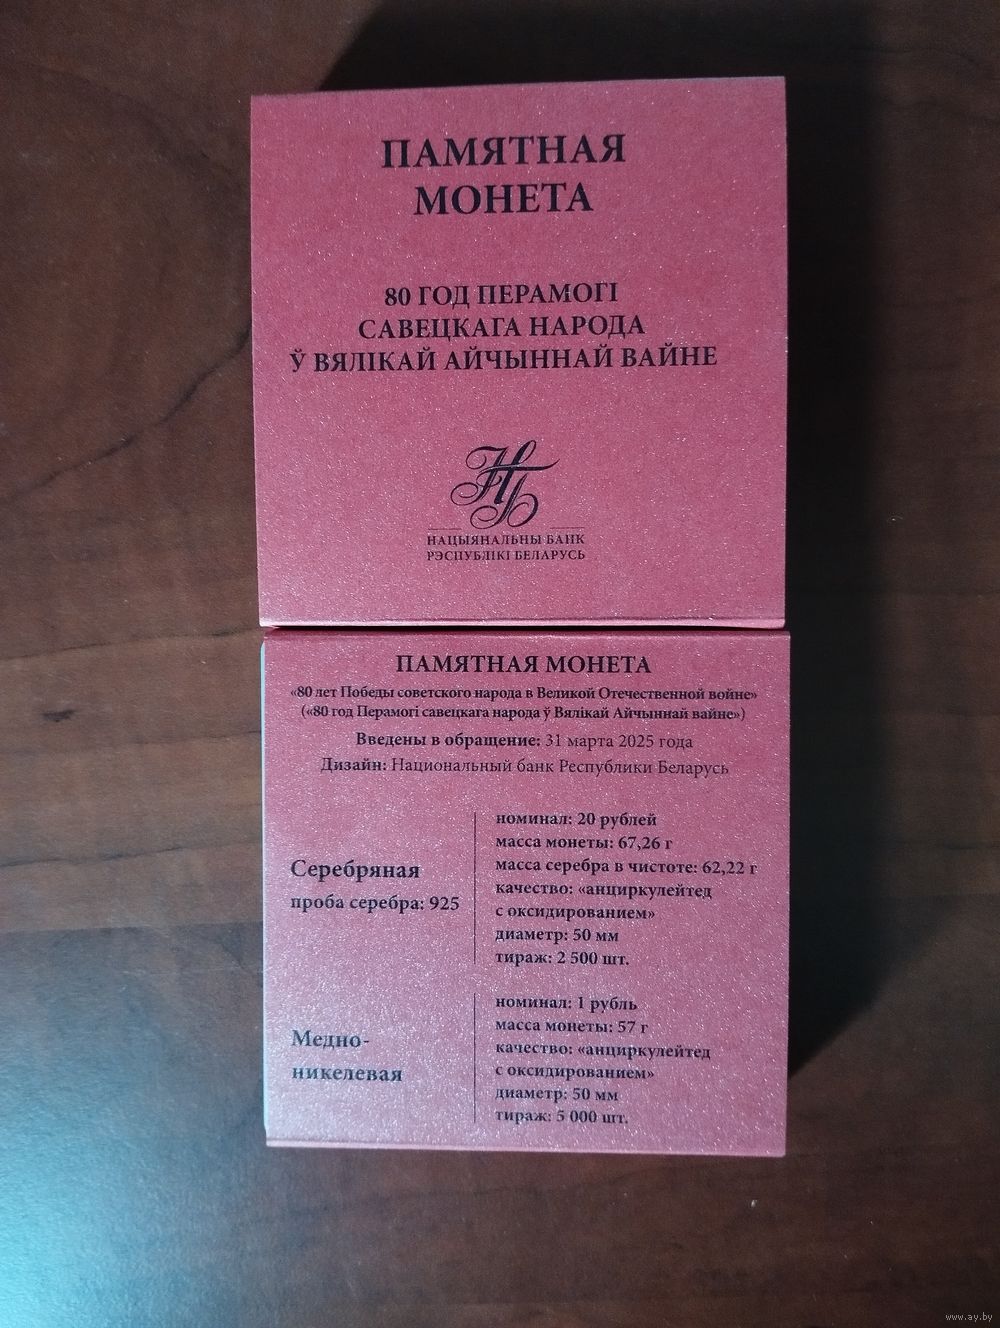 ПАМЯТНАЯ
МОНЕТА
80 ГОД ПЕРАМОГІ
САВЕЦКАГА НАРОДА
Ў ВЯЛІКАЙ АЙЧЫННАЙ ВАЙНЕ
НБ
НАЦЫЯНАЛЬНЫ БАНК
РЭСПУБЛІКІ БЕЛАРУСЬ
ПАМЯТНАЯ МОНЕТА
«80 лет Победы советского народа в Великой Отечественной войне»
(«80 год Перамогі савецкага народа ў Вялікай Айчыннай вайне»)
Введены в обращение: 31 марта 2025 года
Дизайн: Национальный банк Республики Беларусь
Серебряная
проба серебра: 925
номинал: 20 рублей
масса монеты: 67,26 г
масса серебра в чистоте: 62,22 г
качество: «анциркулейтед
с оксидированием»
диаметр: 50 мм
тираж: 2 500 шт.
Медно-
никелевая
номинал: 1 рубль
масса монеты: 57 г
качество: «анциркулейтед
с оксидированием»
диаметр: 50 мм
тираж: 5 000 шт.
www.ay.by